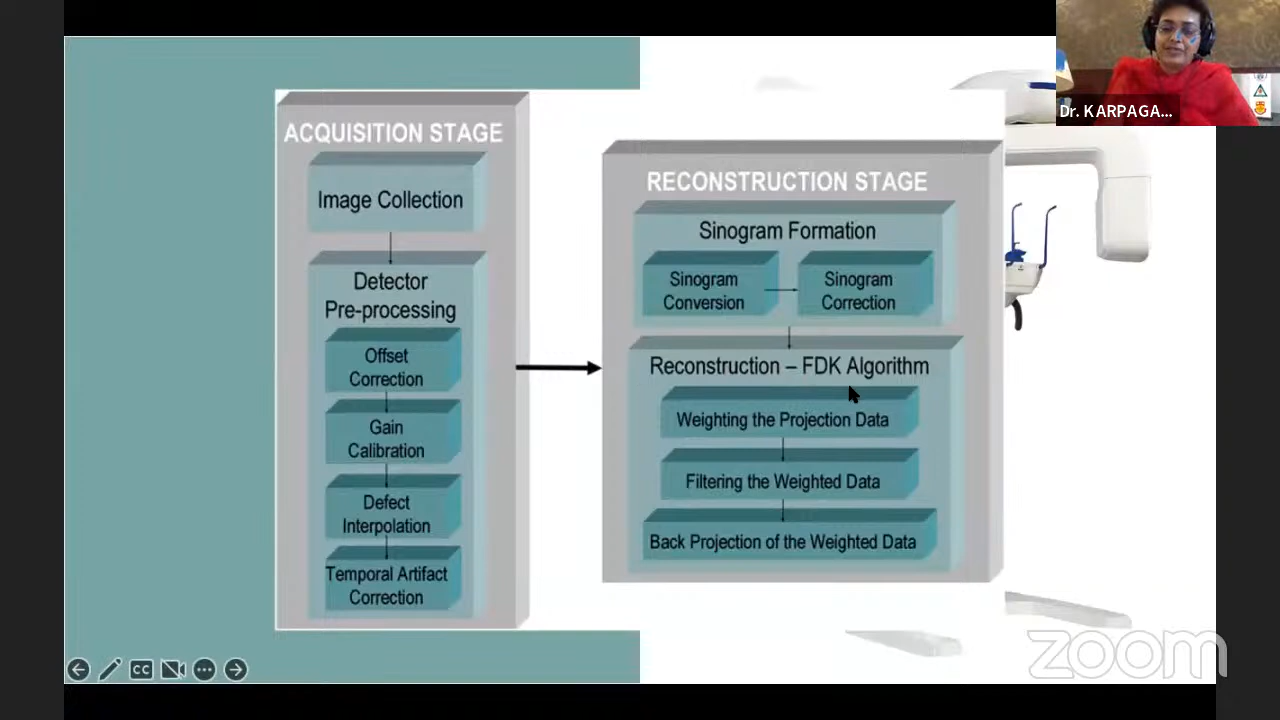 Dr. KARPAGA...
ACQUISITION STAGE
Image Collection
Detector
Pre-processing
Offset
Correction
Gain
Calibration
Defect
Interpolation
Temporal Artifact
Correction
RECONSTRUCTION STAGE
Sinogram Formation
Sinogram
Conversion
Sinogram
Correction
Reconstruction – FDK Algorithm
Weighting the Projection Data
Filtering the Weighted Data
Back Projection of the Weighted Data
CC
zoom